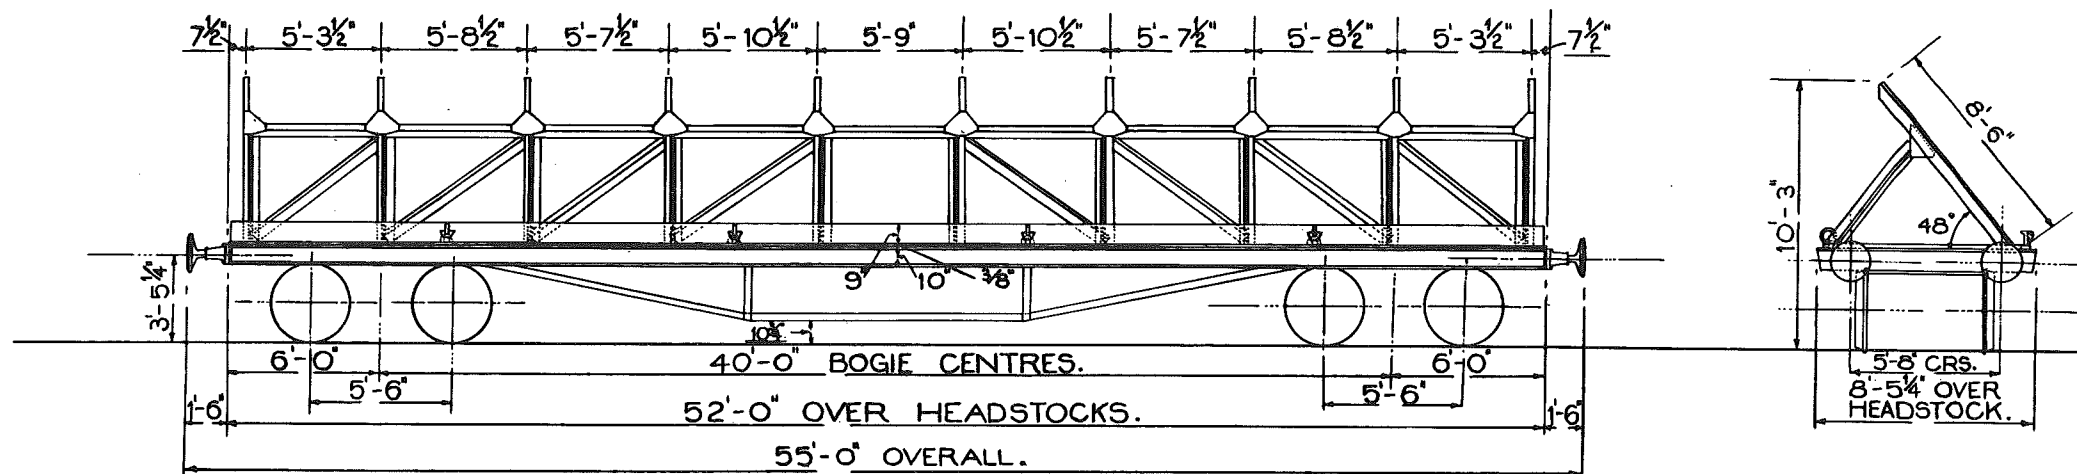 7½" 5'-3½" 5'-8½" 5'-7½" 5'-10½" 5'-9" 5'-10½" 5'-7½" 5'-8½" 5'-3½" 7½"
8'-6"
10'-3"
48°
9" 10" 3/8"
3'-5¼"
10¾"
6'-0" 40'-0" BOGIE CENTRES. 6'-0"
5'-6" 5'-6"
1'-6" 52'-0" OVER HEADSTOCKS. 1'-6"
55'-0" OVERALL.
5'-8" CRS.
8'-5¼" OVER
HEADSTOCK.